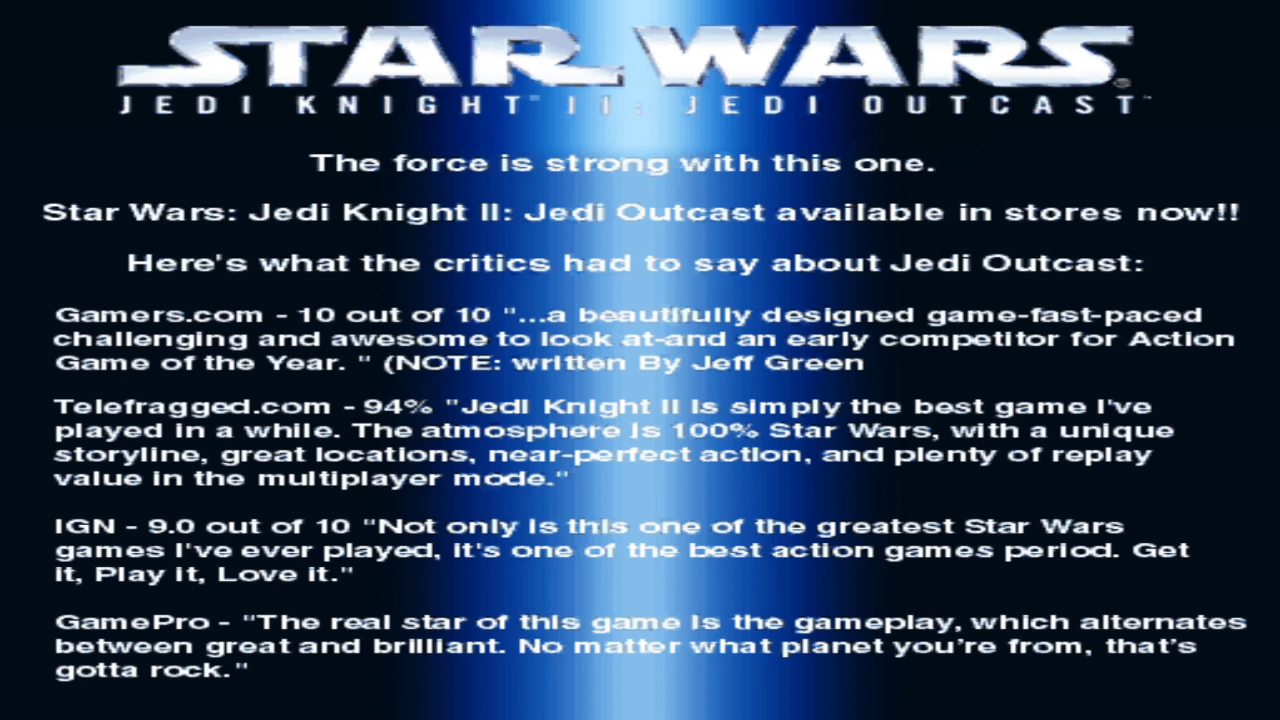 STAR WARS®
JEDI KNIGHT™ II: JEDI OUTCAST™
The force is strong with this one.
Star Wars: Jedi Knight II: Jedi Outcast available in stores now!!
Here's what the critics had to say about Jedi Outcast:
Gamers.com - 10 out of 10 "...a beautifully designed game-fast-paced
challenging and awesome to look at-and an early competitor for Action
Game of the Year. " (NOTE: written By Jeff Green
Telefragged.com - 94% "Jedi Knight II is simply the best game I've
played in a while. The atmosphere is 100% Star Wars, with a unique
storyline, great locations, near-perfect action, and plenty of replay
value in the multiplayer mode."
IGN - 9.0 out of 10 "Not only is this one of the greatest Star Wars
games I've ever played, it's one of the best action games period. Get
it, Play it, Love it."
GamePro - "The real star of this game is the gameplay, which alternates
between great and brilliant. No matter what planet you’re from, that’s
gotta rock."